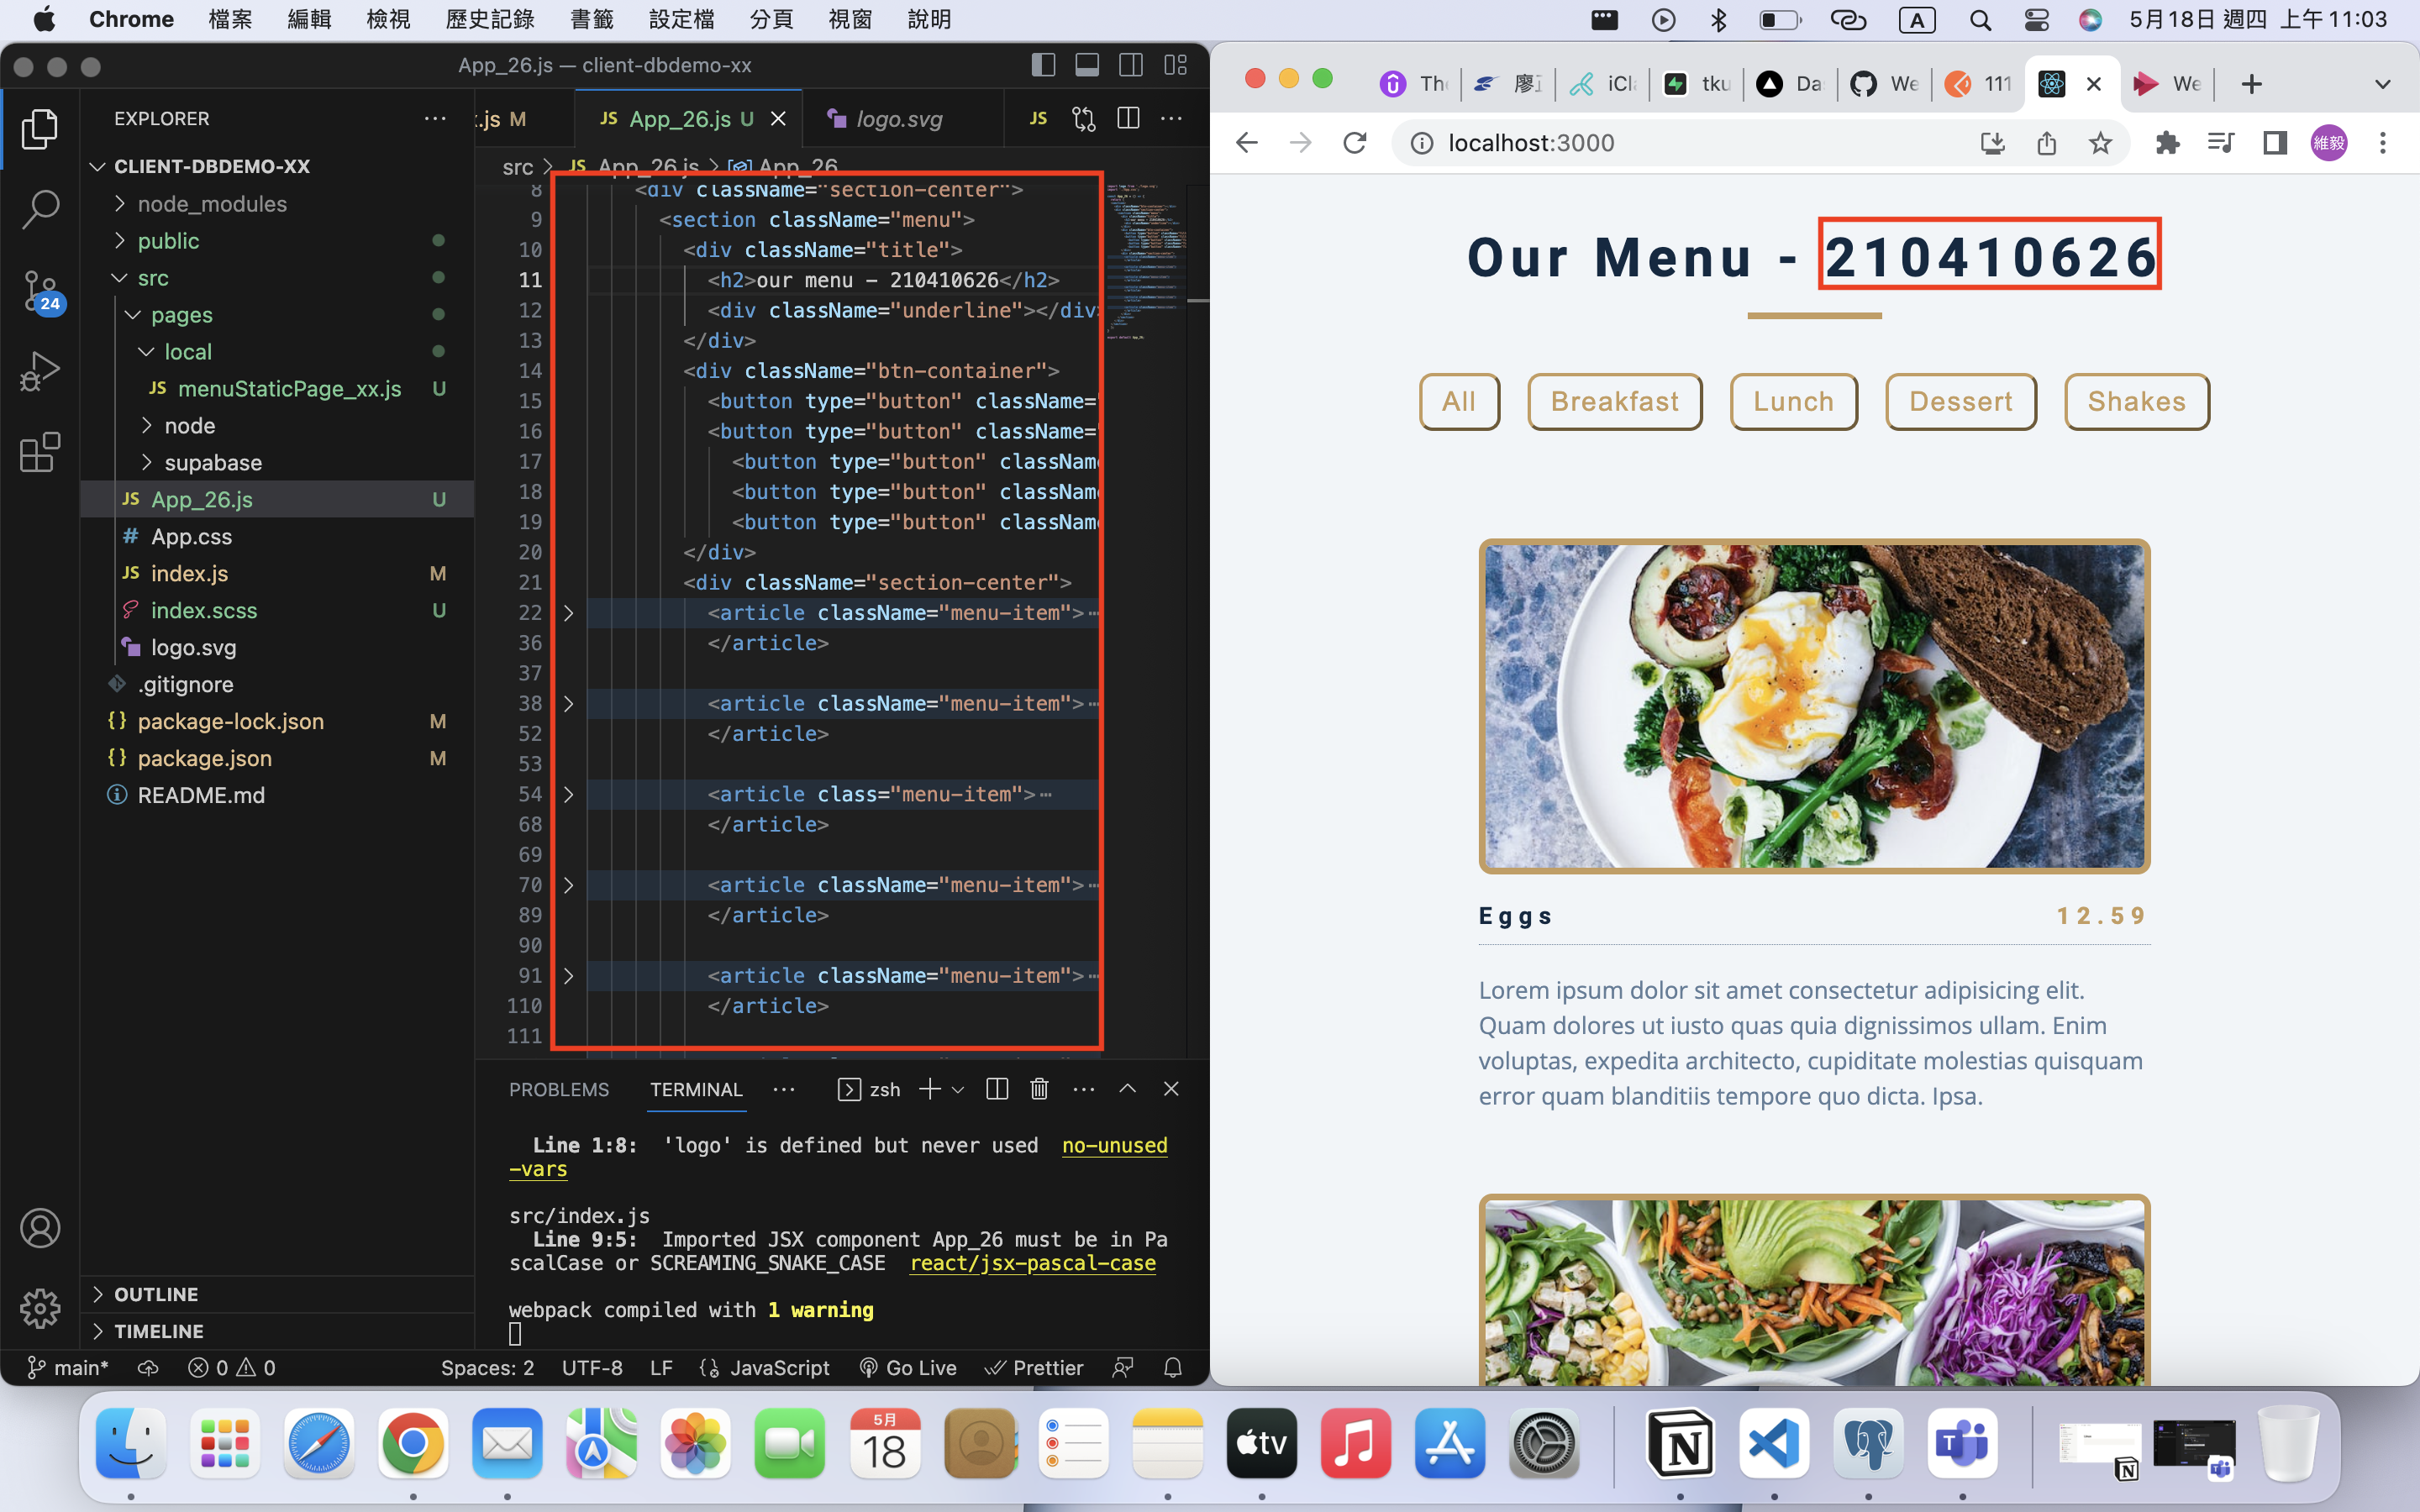 Chrome 檔案 編輯 檢視 歷史記錄 書籤 設定檔 分頁 視窗 說明
A 5月18日 週四 上午11:03
App_26.js — client-dbdemo-xx
EXPLORER
CLIENT-DBDEMO-XX
node_modules
public
src
pages
local
JS menuStaticPage_xx.js U
node
supabase
JS App_26.js U
# App.css
JS index.js M
index.scss U
logo.svg
.gitignore
{} package-lock.json M
{} package.json M
README.md
OUTLINE
TIMELINE
24
.js M JS App_26.js U logo.svg JS
src > JS App_26.js > App_26
8 <div className="section-center">
9 <section className="menu">
10 <div className="title">
11 <h2>our menu – 210410626</h2>
12 <div className="underline"></div>
13 </div>
14 <div className="btn-container">
15 <button type="button" className="
16 <button type="button" className="
17 <button type="button" classNam
18 <button type="button" classNam
19 <button type="button" classNam
20 </div>
21 <div className="section-center">
22 <article className="menu-item">…
36 </article>
37
38 <article className="menu-item">…
52 </article>
53
54 <article class="menu-item">…
68 </article>
69
70 <article className="menu-item">…
89 </article>
90
91 <article className="menu-item">…
110 </article>
111
PROBLEMS TERMINAL … zsh
Line 1:8: 'logo' is defined but never used no-unused
-vars
src/index.js
Line 9:5: Imported JSX component App_26 must be in Pa
scalCase or SCREAMING_SNAKE_CASE react/jsx-pascal-case
webpack compiled with 1 warning
main* 0 0 Spaces: 2 UTF-8 LF JavaScript Go Live Prettier
The 廖 iCl tku Da We 111 We
localhost:3000 維毅
Our Menu - 210410626
All Breakfast Lunch Dessert Shakes
Eggs 12.59
Lorem ipsum dolor sit amet consectetur adipisicing elit.
Quam dolores ut iusto quas quia dignissimos ullam. Enim
voluptas, expedita architecto, cupiditate molestias quisquam
error quam blanditiis tempore quo dicta. Ipsa.
5月
18
tv